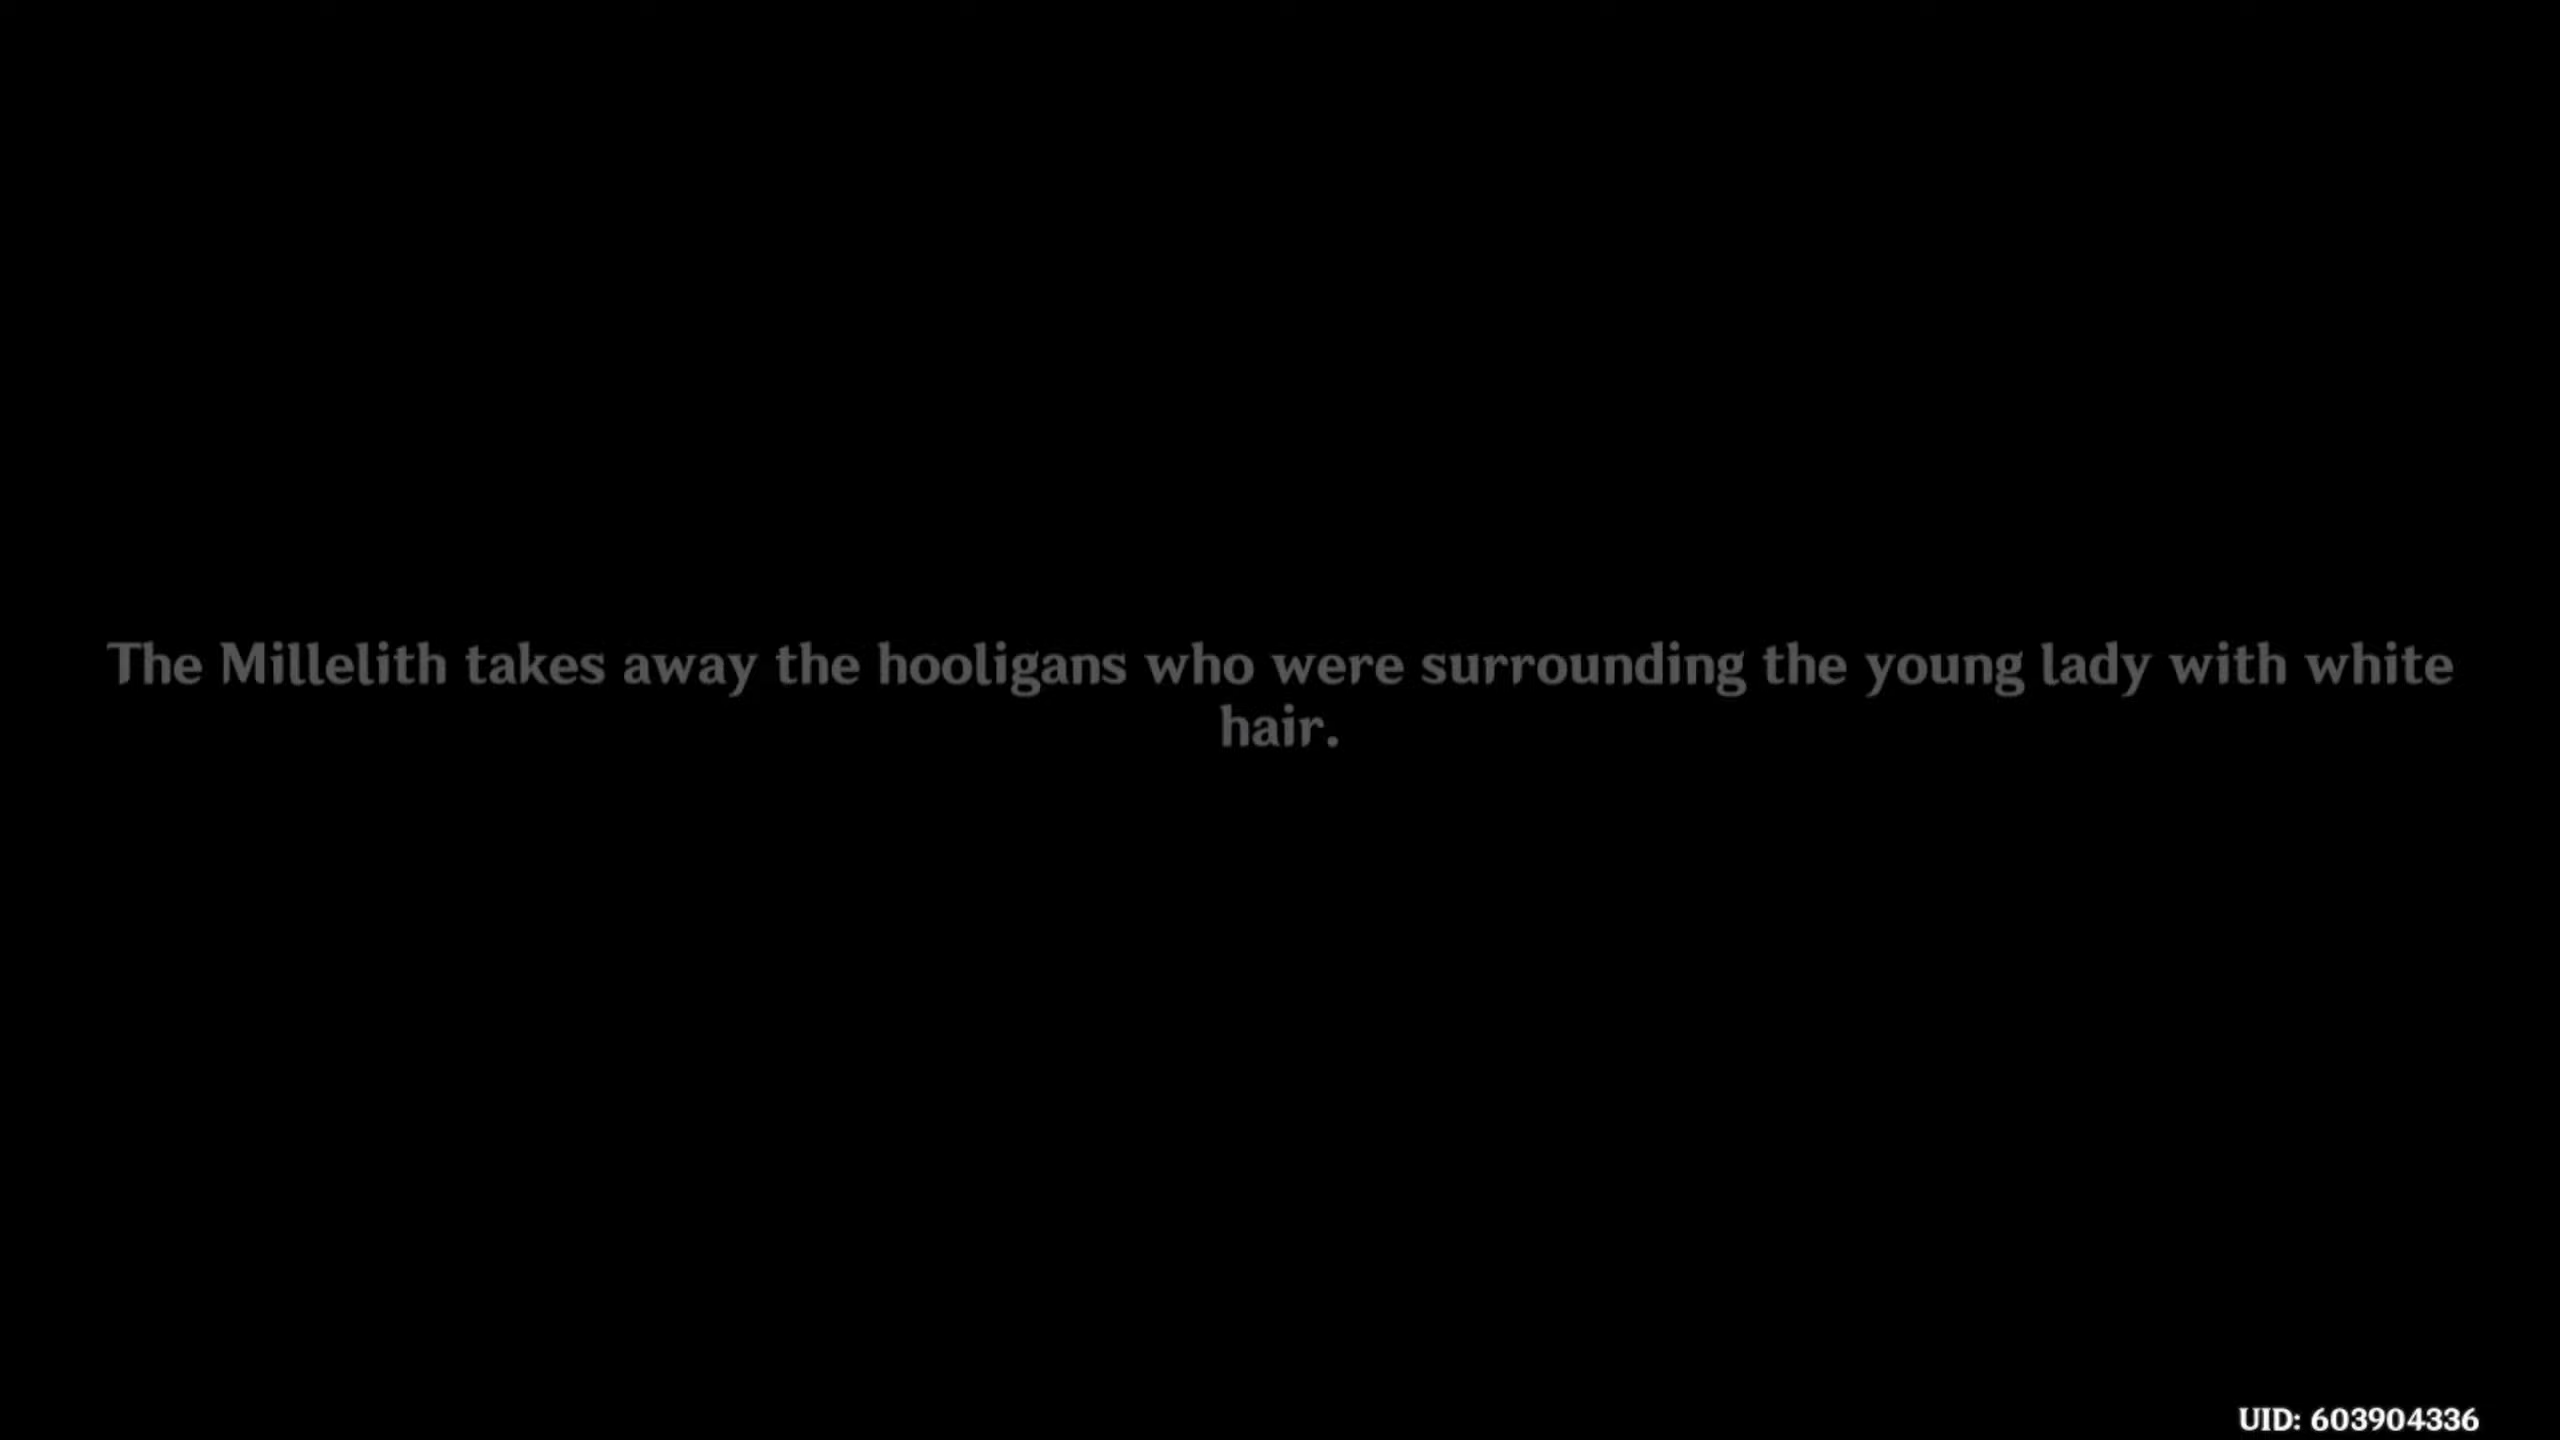 The Millelith takes away the hooligans who were surrounding the young lady with white
hair.
UID: 603904336